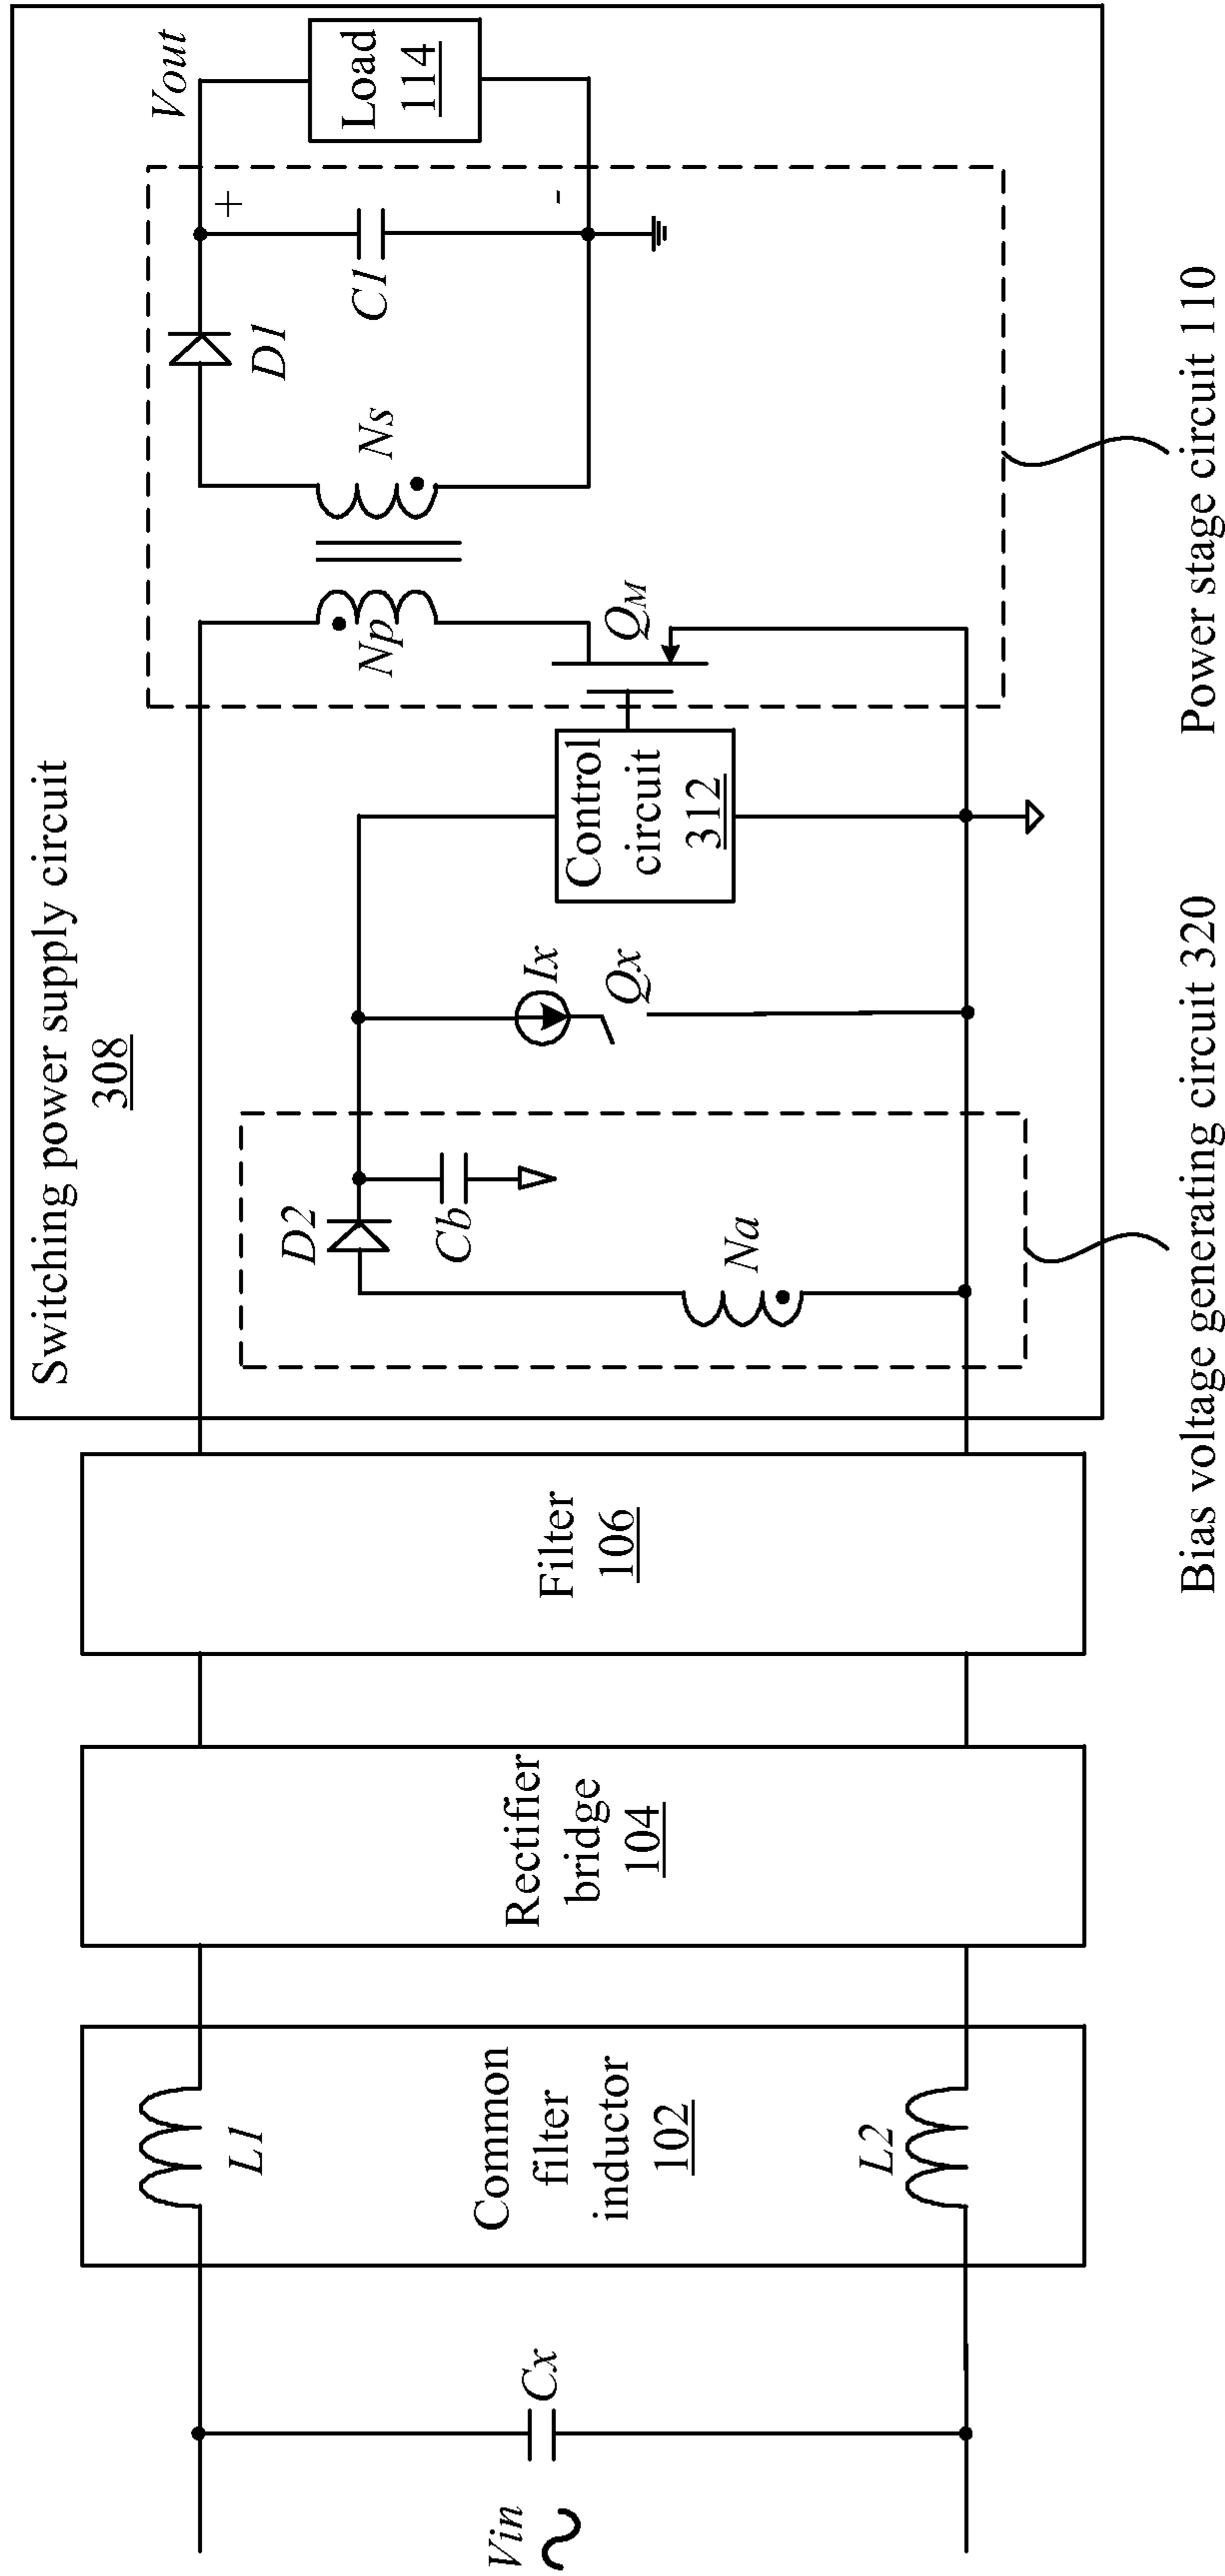 Vin
Cx
L1
Common
filter
inductor
102
L2
Rectifier
bridge
104
Filter
106
Switching power supply circuit
308
D2
Cb
Na
Ix
Qx
Control
circuit
312
QM
Np
Ns
D1
C1
+
-
Vout
Load
114
Bias voltage generating circuit 320
Power stage circuit 110